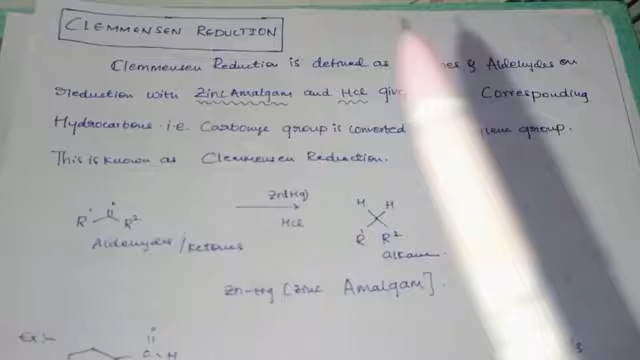 CLEMMENSEN REDUCTION
Clemmensen Reduction is defined as & Aldehydes on
reduction with Zinc Amalgam and HCl Corresponding
Hydrocarbons i.e. Carbonyl group is converted group.
This is known as Clemmensen Reduction.
Zn(Hg)
HCl
H H
R' R²
R R²
Aldehydes/Ketones
alkane.
Zn-Hg [Zinc Amalgam].
Ex:-
C H